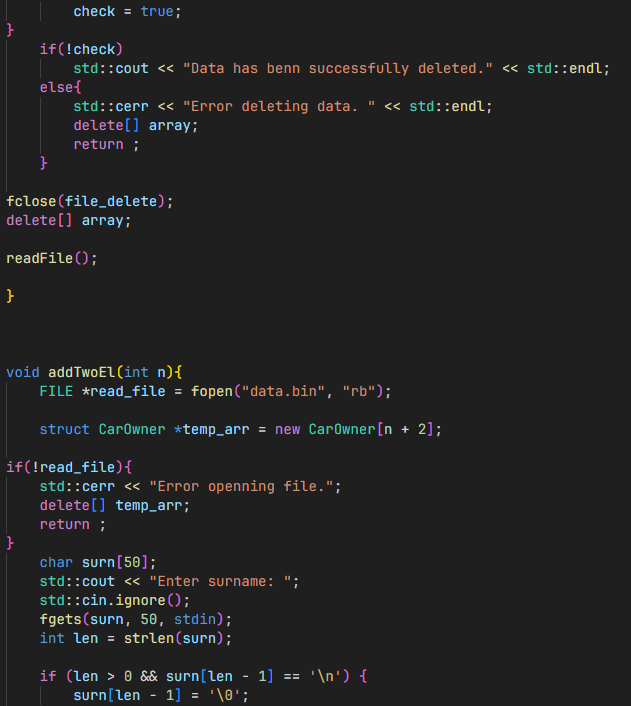 check = true;
}
if(!check)
std::cout << "Data has benn successfully deleted." << std::endl;
else{
std::cerr << "Error deleting data. " << std::endl;
delete[] array;
return ;
}
fclose(file_delete);
delete[] array;
readFile();
}
void addTwoEl(int n){
FILE *read_file = fopen("data.bin", "rb");
struct CarOwner *temp_arr = new CarOwner[n + 2];
if(!read_file){
std::cerr << "Error openning file.";
delete[] temp_arr;
return ;
}
char surn[50];
std::cout << "Enter surname: ";
std::cin.ignore();
fgets(surn, 50, stdin);
int len = strlen(surn);
if (len > 0 && surn[len - 1] == '\n') {
surn[len - 1] = '\0';